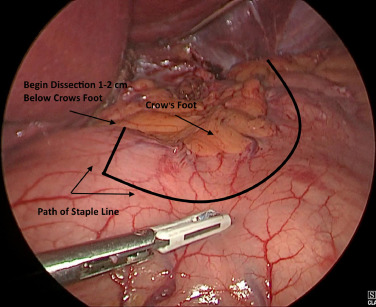 Begin Dissection 1-2 cm
Below Crows Foot
Crow's Foot
Path of Staple Line